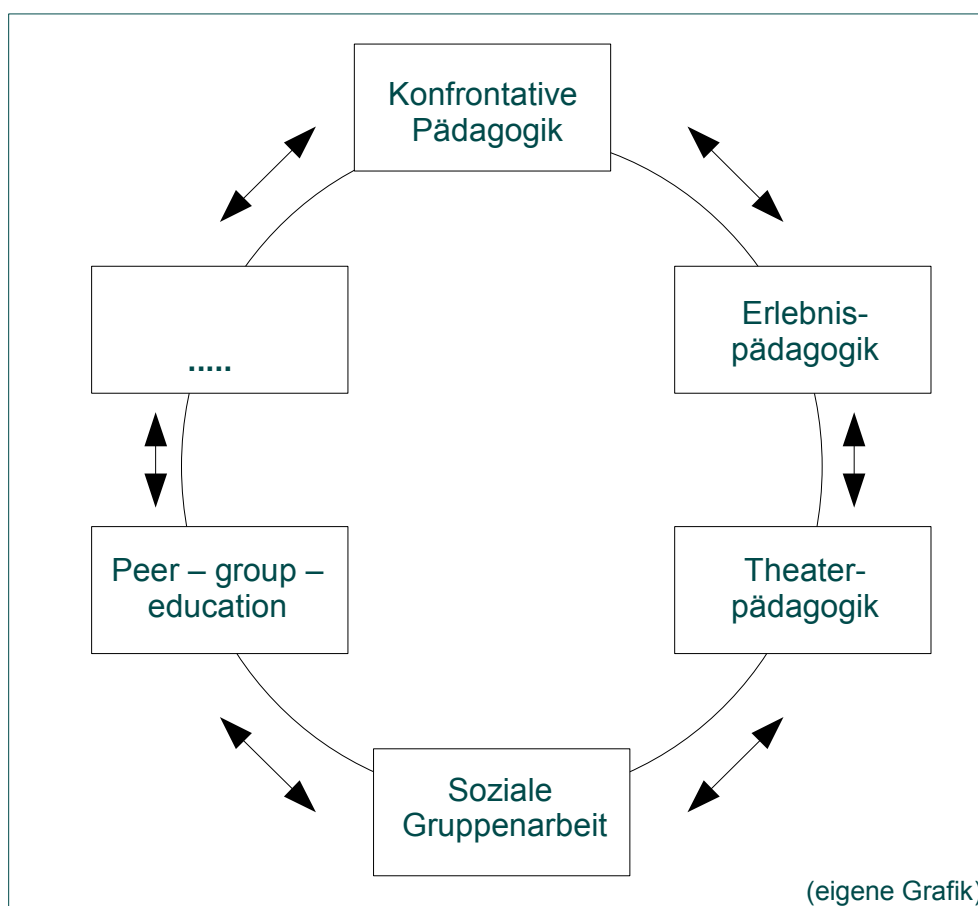 Konfrontative
Pädagogik
Erlebnis-
pädagogik
.....
Theater-
pädagogik
Peer – group –
education
Soziale
Gruppenarbeit
(eigene Grafik)